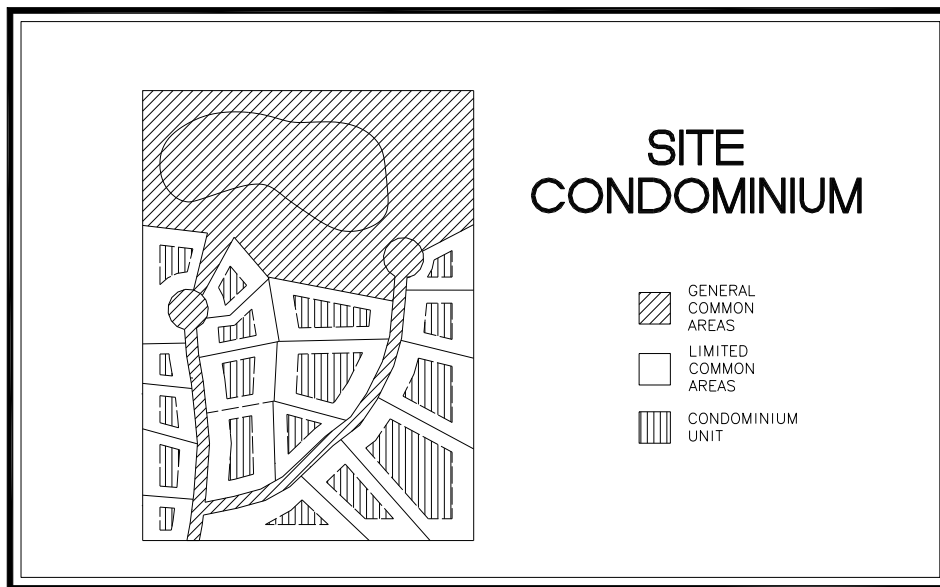 SITE
CONDOMINIUM
GENERAL
COMMON
AREAS
LIMITED
COMMON
AREAS
CONDOMINIUM
UNIT